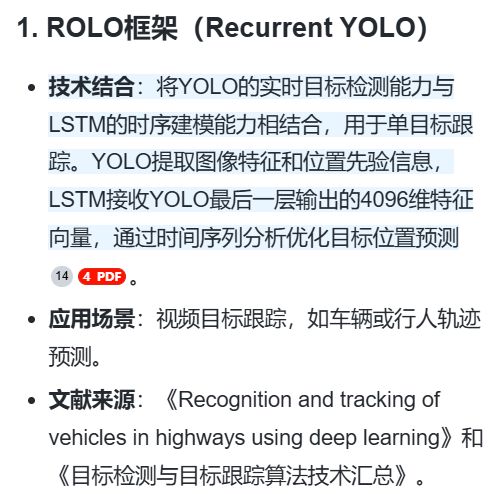 1. ROLO框架（Recurrent YOLO）
• 技术结合：将YOLO的实时目标检测能力与
LSTM的时序建模能力相结合，用于单目标跟
踪。YOLO提取图像特征和位置先验信息，
LSTM接收YOLO最后一层输出的4096维特征
向量，通过时间序列分析优化目标位置预测
14 4 PDF 。
• 应用场景：视频目标跟踪，如车辆或行人轨迹
预测。
• 文献来源：《Recognition and tracking of
vehicles in highways using deep learning》和
《目标检测与目标跟踪算法技术汇总》。